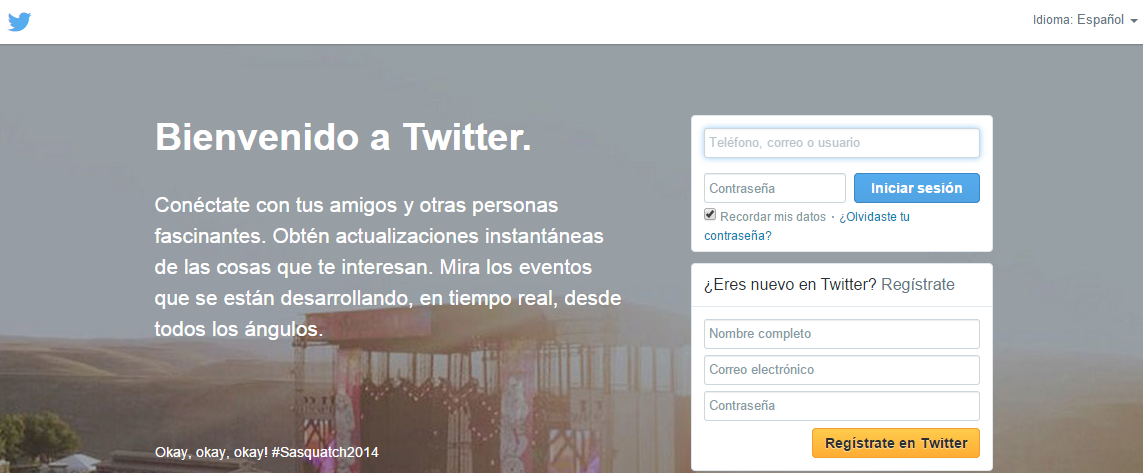 Idioma: Español
Bienvenido a Twitter.
Conéctate con tus amigos y otras personas
fascinantes. Obtén actualizaciones instantáneas
de las cosas que te interesan. Mira los eventos
que se están desarrollando, en tiempo real, desde
todos los ángulos.
Okay, okay, okay! #Sasquatch2014
Teléfono, correo o usuario
Contraseña
Iniciar sesión
Recordar mis datos · ¿Olvidaste tu
contraseña?
¿Eres nuevo en Twitter? Regístrate
Nombre completo
Correo electrónico
Contraseña
Regístrate en Twitter